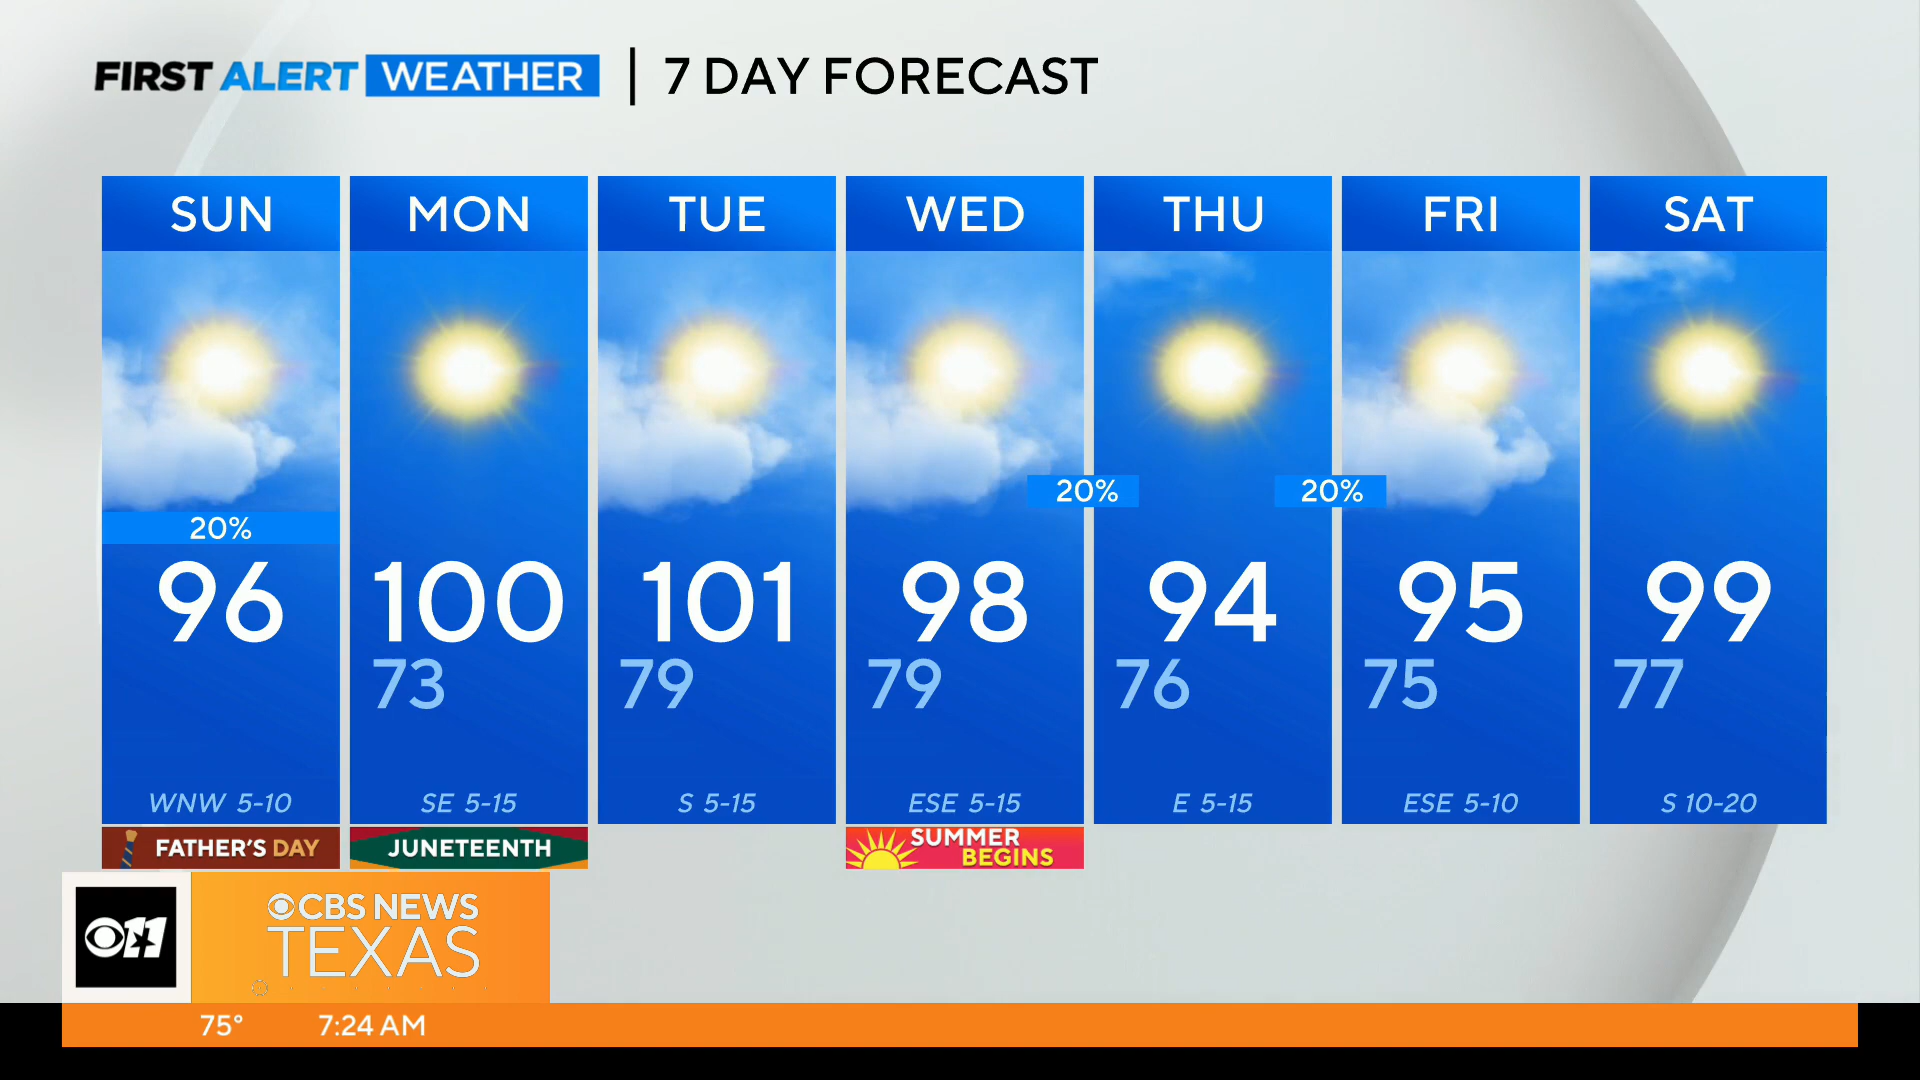 FIRST ALERT WEATHER | 7 DAY FORECAST
SUN MON TUE WED THU FRI SAT
20% 20%
20%
96 100 101 98 94 95 99
73 79 79 76 75 77
WNW 5-10 SE 5-15 S 5-15 ESE 5-15 E 5-15 ESE 5-10 S 10-20
FATHER'S DAY JUNETEENTH SUMMER
BEGINS
11 CBS NEWS
TEXAS
75° 7:24 AM